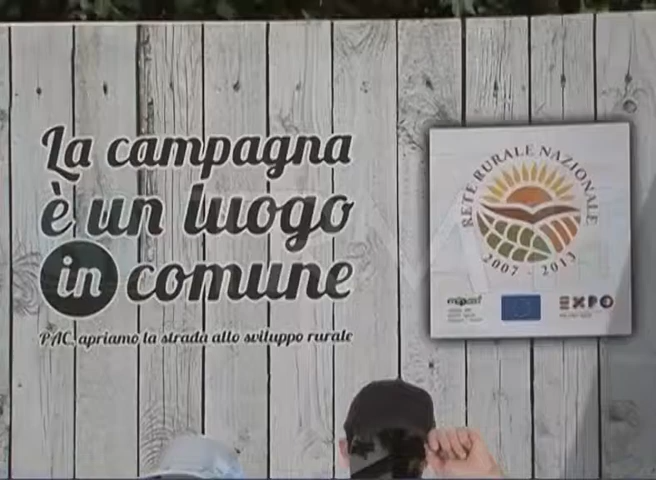 La campagna
è un luogo
in comune
PAC, apriamo la strada allo sviluppo rurale
RETE RURALE NAZIONALE
2007 - 2013
EXPO